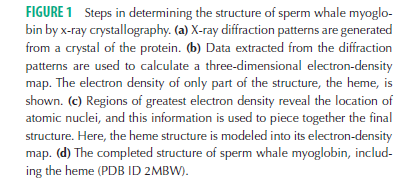 FIGURE 1 Steps in determining the structure of sperm whale myoglo-
bin by x-ray crystallography. (a) X-ray diffraction patterns are generated
from a crystal of the protein. (b) Data extracted from the diffraction
patterns are used to calculate a three-dimensional electron-density
map. The electron density of only part of the structure, the heme, is
shown. (c) Regions of greatest electron density reveal the location of
atomic nuclei, and this information is used to piece together the final
structure. Here, the heme structure is modeled into its electron-density
map. (d) The completed structure of sperm whale myoglobin, includ-
ing the heme (PDB ID 2MBW).